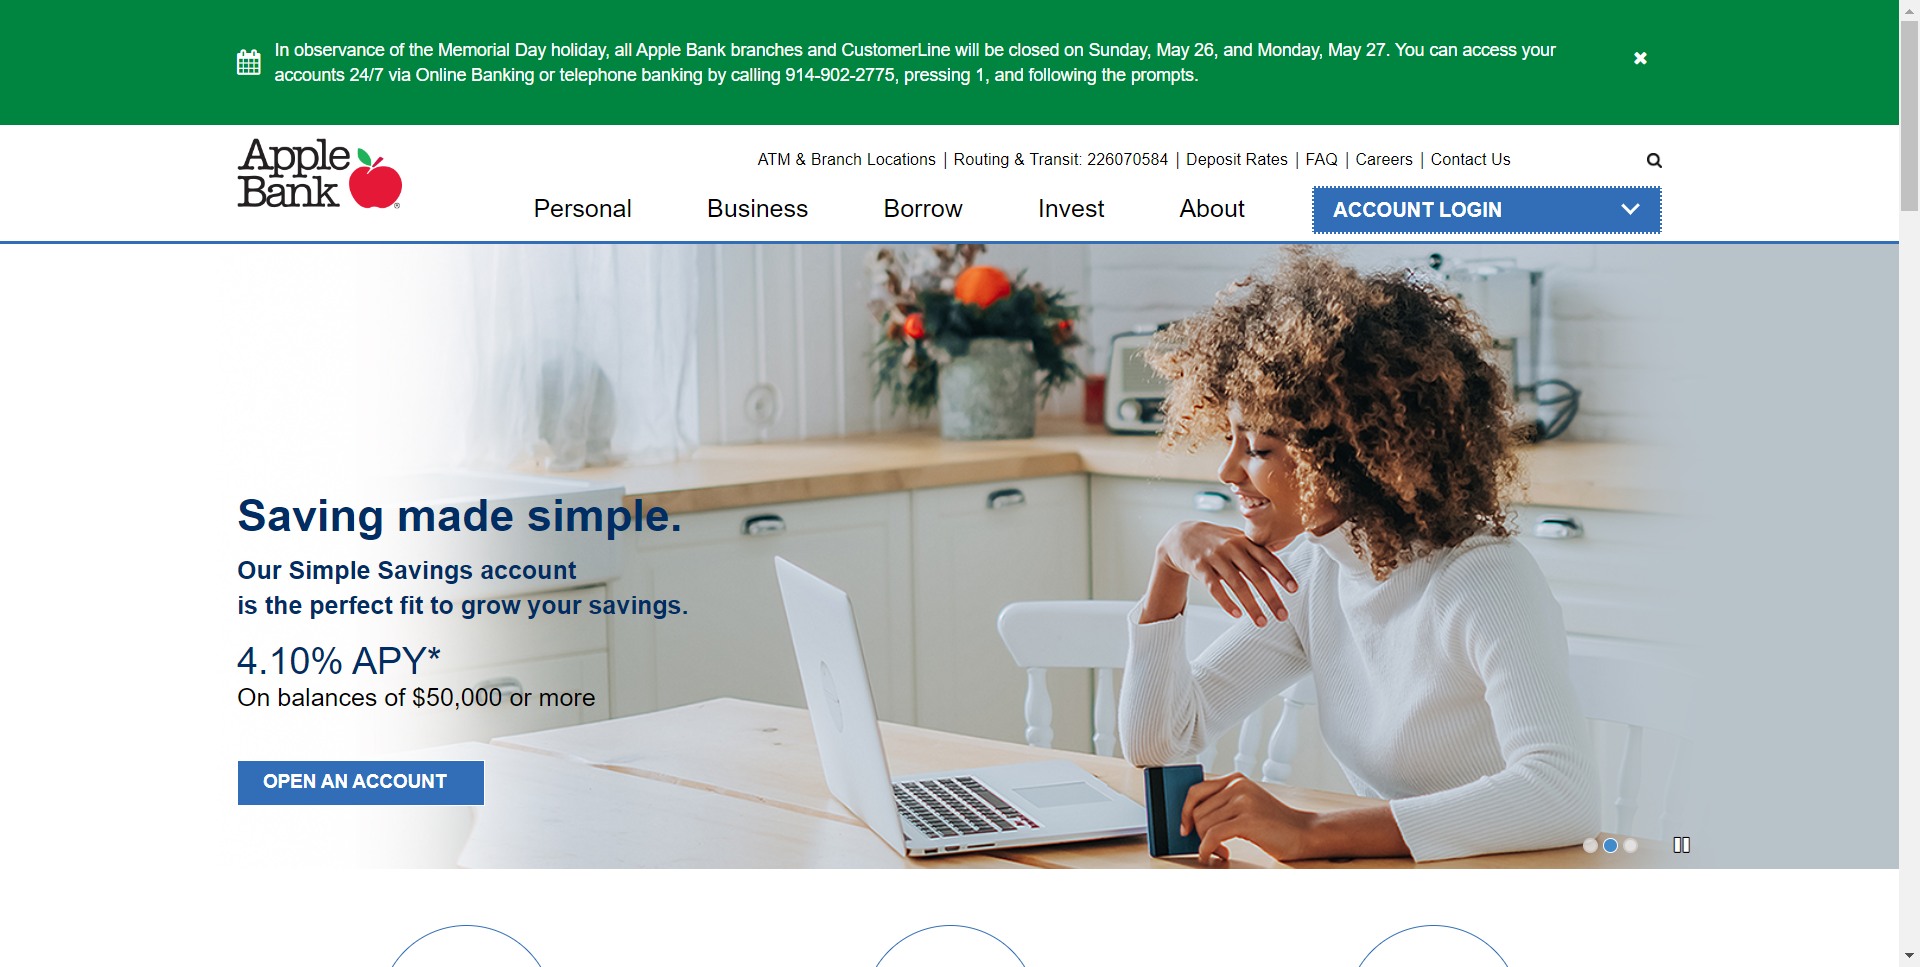 In observance of the Memorial Day holiday, all Apple Bank branches and CustomerLine will be closed on Sunday, May 26, and Monday, May 27. You can access your
accounts 24/7 via Online Banking or telephone banking by calling 914-902-2775, pressing 1, and following the prompts.
Apple
Bank
ATM & Branch Locations | Routing & Transit: 226070584 | Deposit Rates | FAQ | Careers | Contact Us
Personal Business Borrow Invest About ACCOUNT LOGIN
Saving made simple.
Our Simple Savings account
is the perfect fit to grow your savings.
4.10% APY*
On balances of $50,000 or more
OPEN AN ACCOUNT